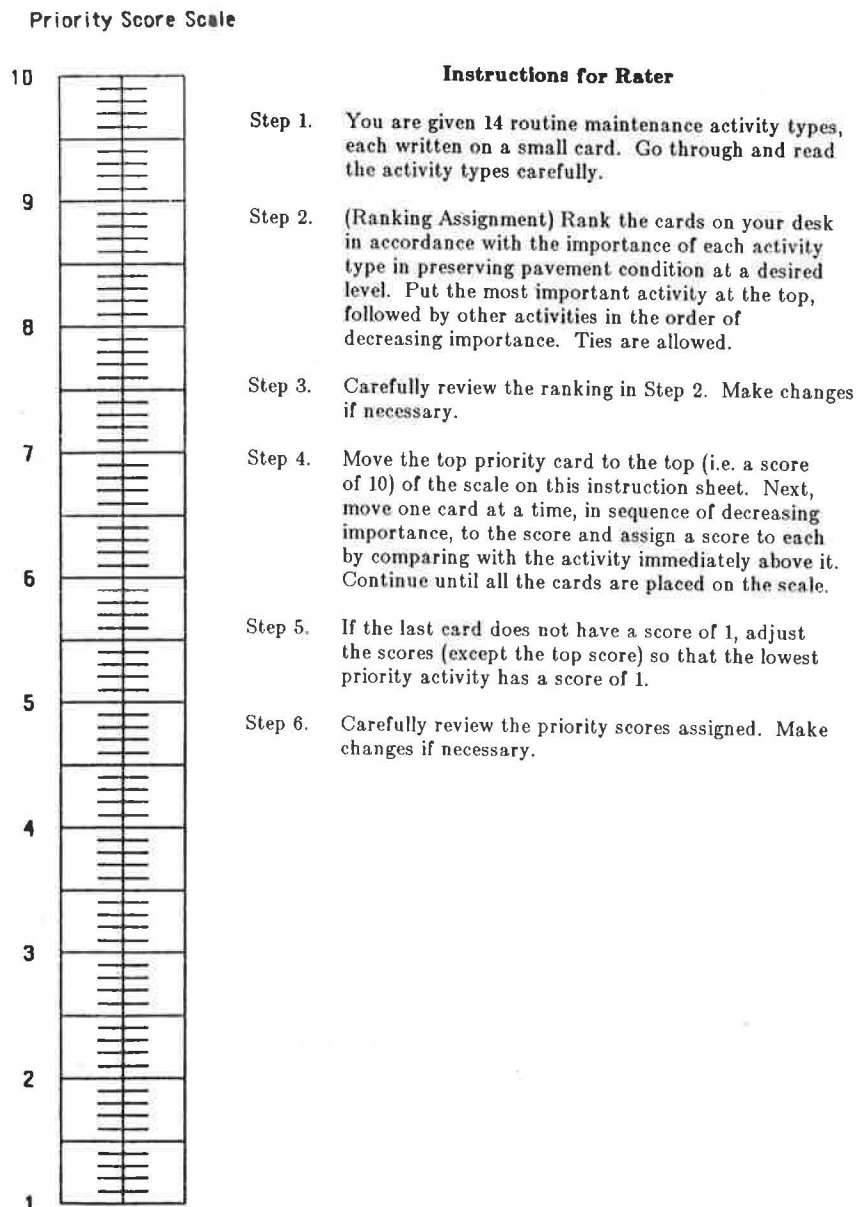 Priority Score Scale
10
9
8
7
6
5
4
3
2
1
Instructions for Rater
Step 1. You are given 14 routine maintenance activity types,
each written on a small card. Go through and read
the activity types carefully.
Step 2. (Ranking Assignment) Rank the cards on your desk
in accordance with the importance of each activity
type in preserving pavement condition at a desired
level. Put the most important activity at the top,
followed by other activities in the order of
decreasing importance. Ties are allowed.
Step 3. Carefully review the ranking in Step 2. Make changes
if necessary.
Step 4. Move the top priority card to the top (i.e. a score
of 10) of the scale on this instruction sheet. Next,
move one card at a time, in sequence of decreasing
importance, to the score and assign a score to each
by comparing with the activity immediately above it.
Continue until all the cards are placed on the scale.
Step 5. If the last card does not have a score of 1, adjust
the scores (except the top score) so that the lowest
priority activity has a score of 1.
Step 6. Carefully review the priority scores assigned. Make
changes if necessary.